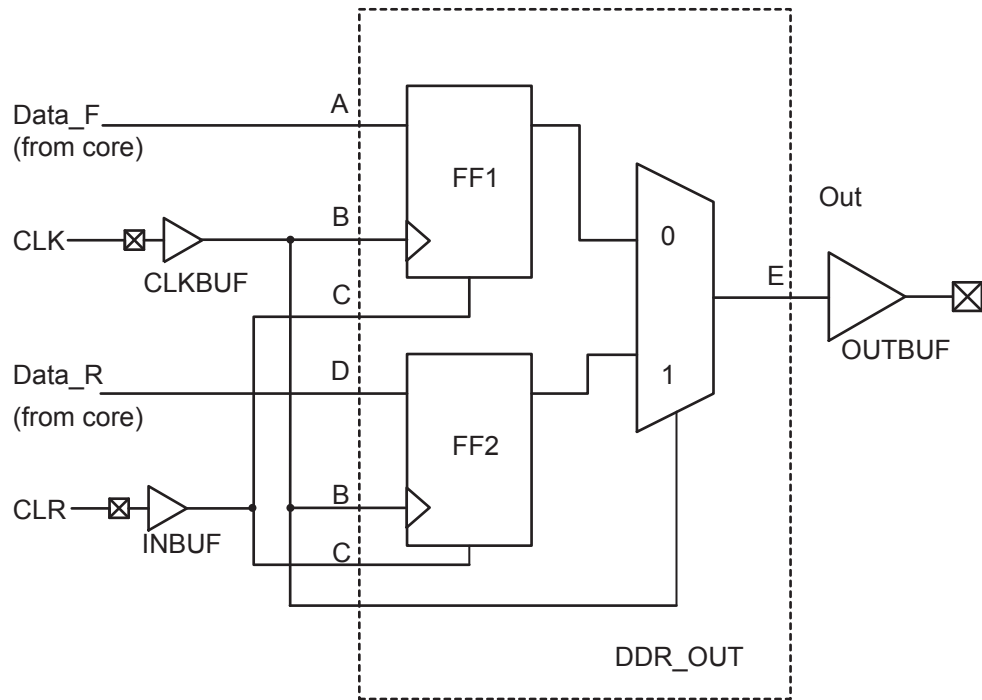 Data_F
(from core)
A
FF1
0
Out
CLK
CLKBUF
B
C
E
OUTBUF
Data_R
(from core)
D
1
FF2
CLR
INBUF
B
C
DDR_OUT